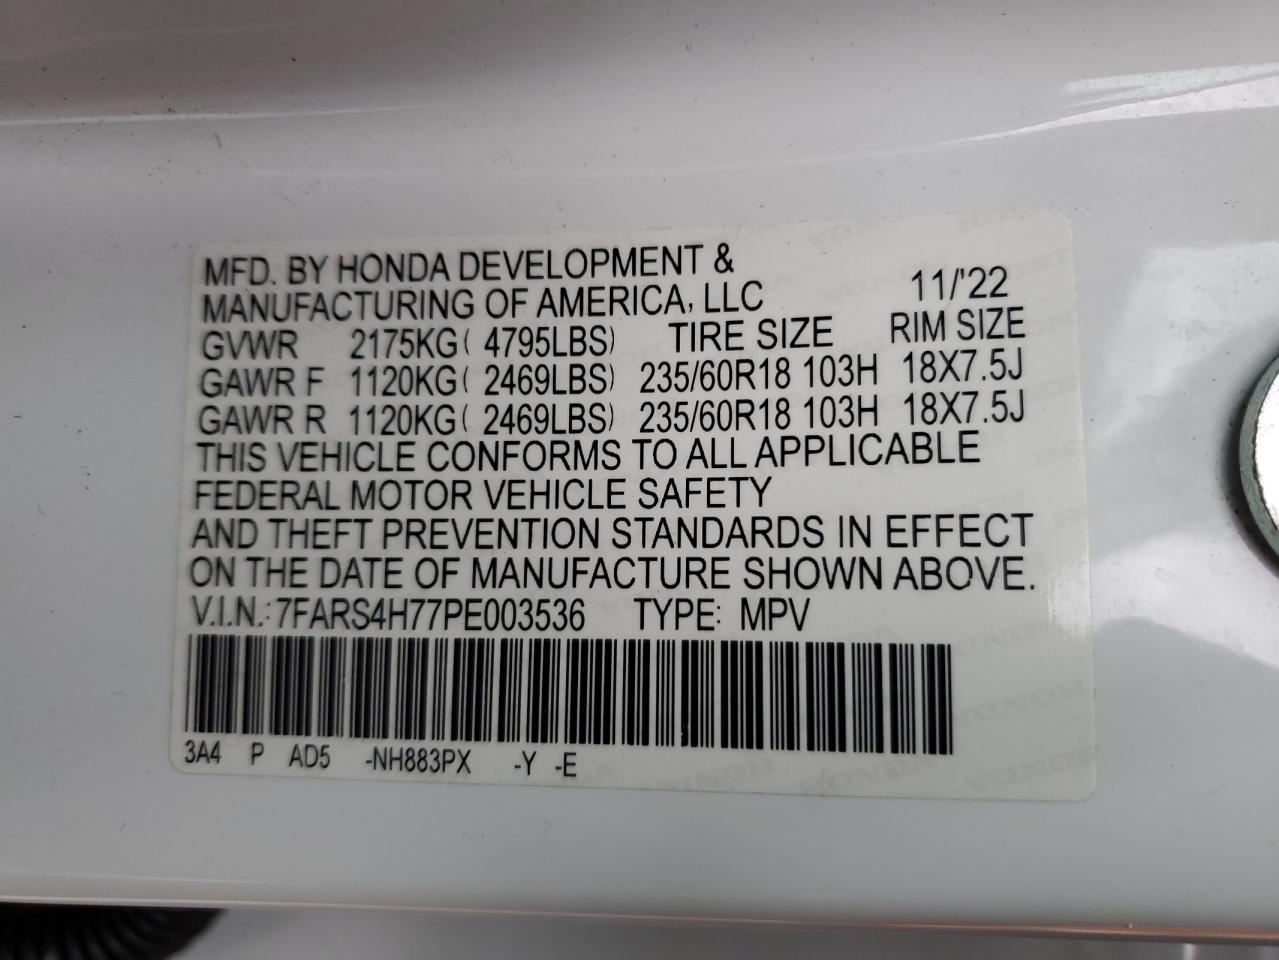 MFD. BY HONDA DEVELOPMENT &
MANUFACTURING OF AMERICA, LLC 11/'22
GVWR 2175KG( 4795LBS) TIRE SIZE RIM SIZE
GAWR F 1120KG( 2469LBS) 235/60R18 103H 18X7.5J
GAWR R 1120KG( 2469LBS) 235/60R18 103H 18X7.5J
THIS VEHICLE CONFORMS TO ALL APPLICABLE
FEDERAL MOTOR VEHICLE SAFETY
AND THEFT PREVENTION STANDARDS IN EFFECT
ON THE DATE OF MANUFACTURE SHOWN ABOVE.
V.I.N.: 7FARS4H77PE003536 TYPE: MPV
3A4 P AD5 -NH883PX -Y -E